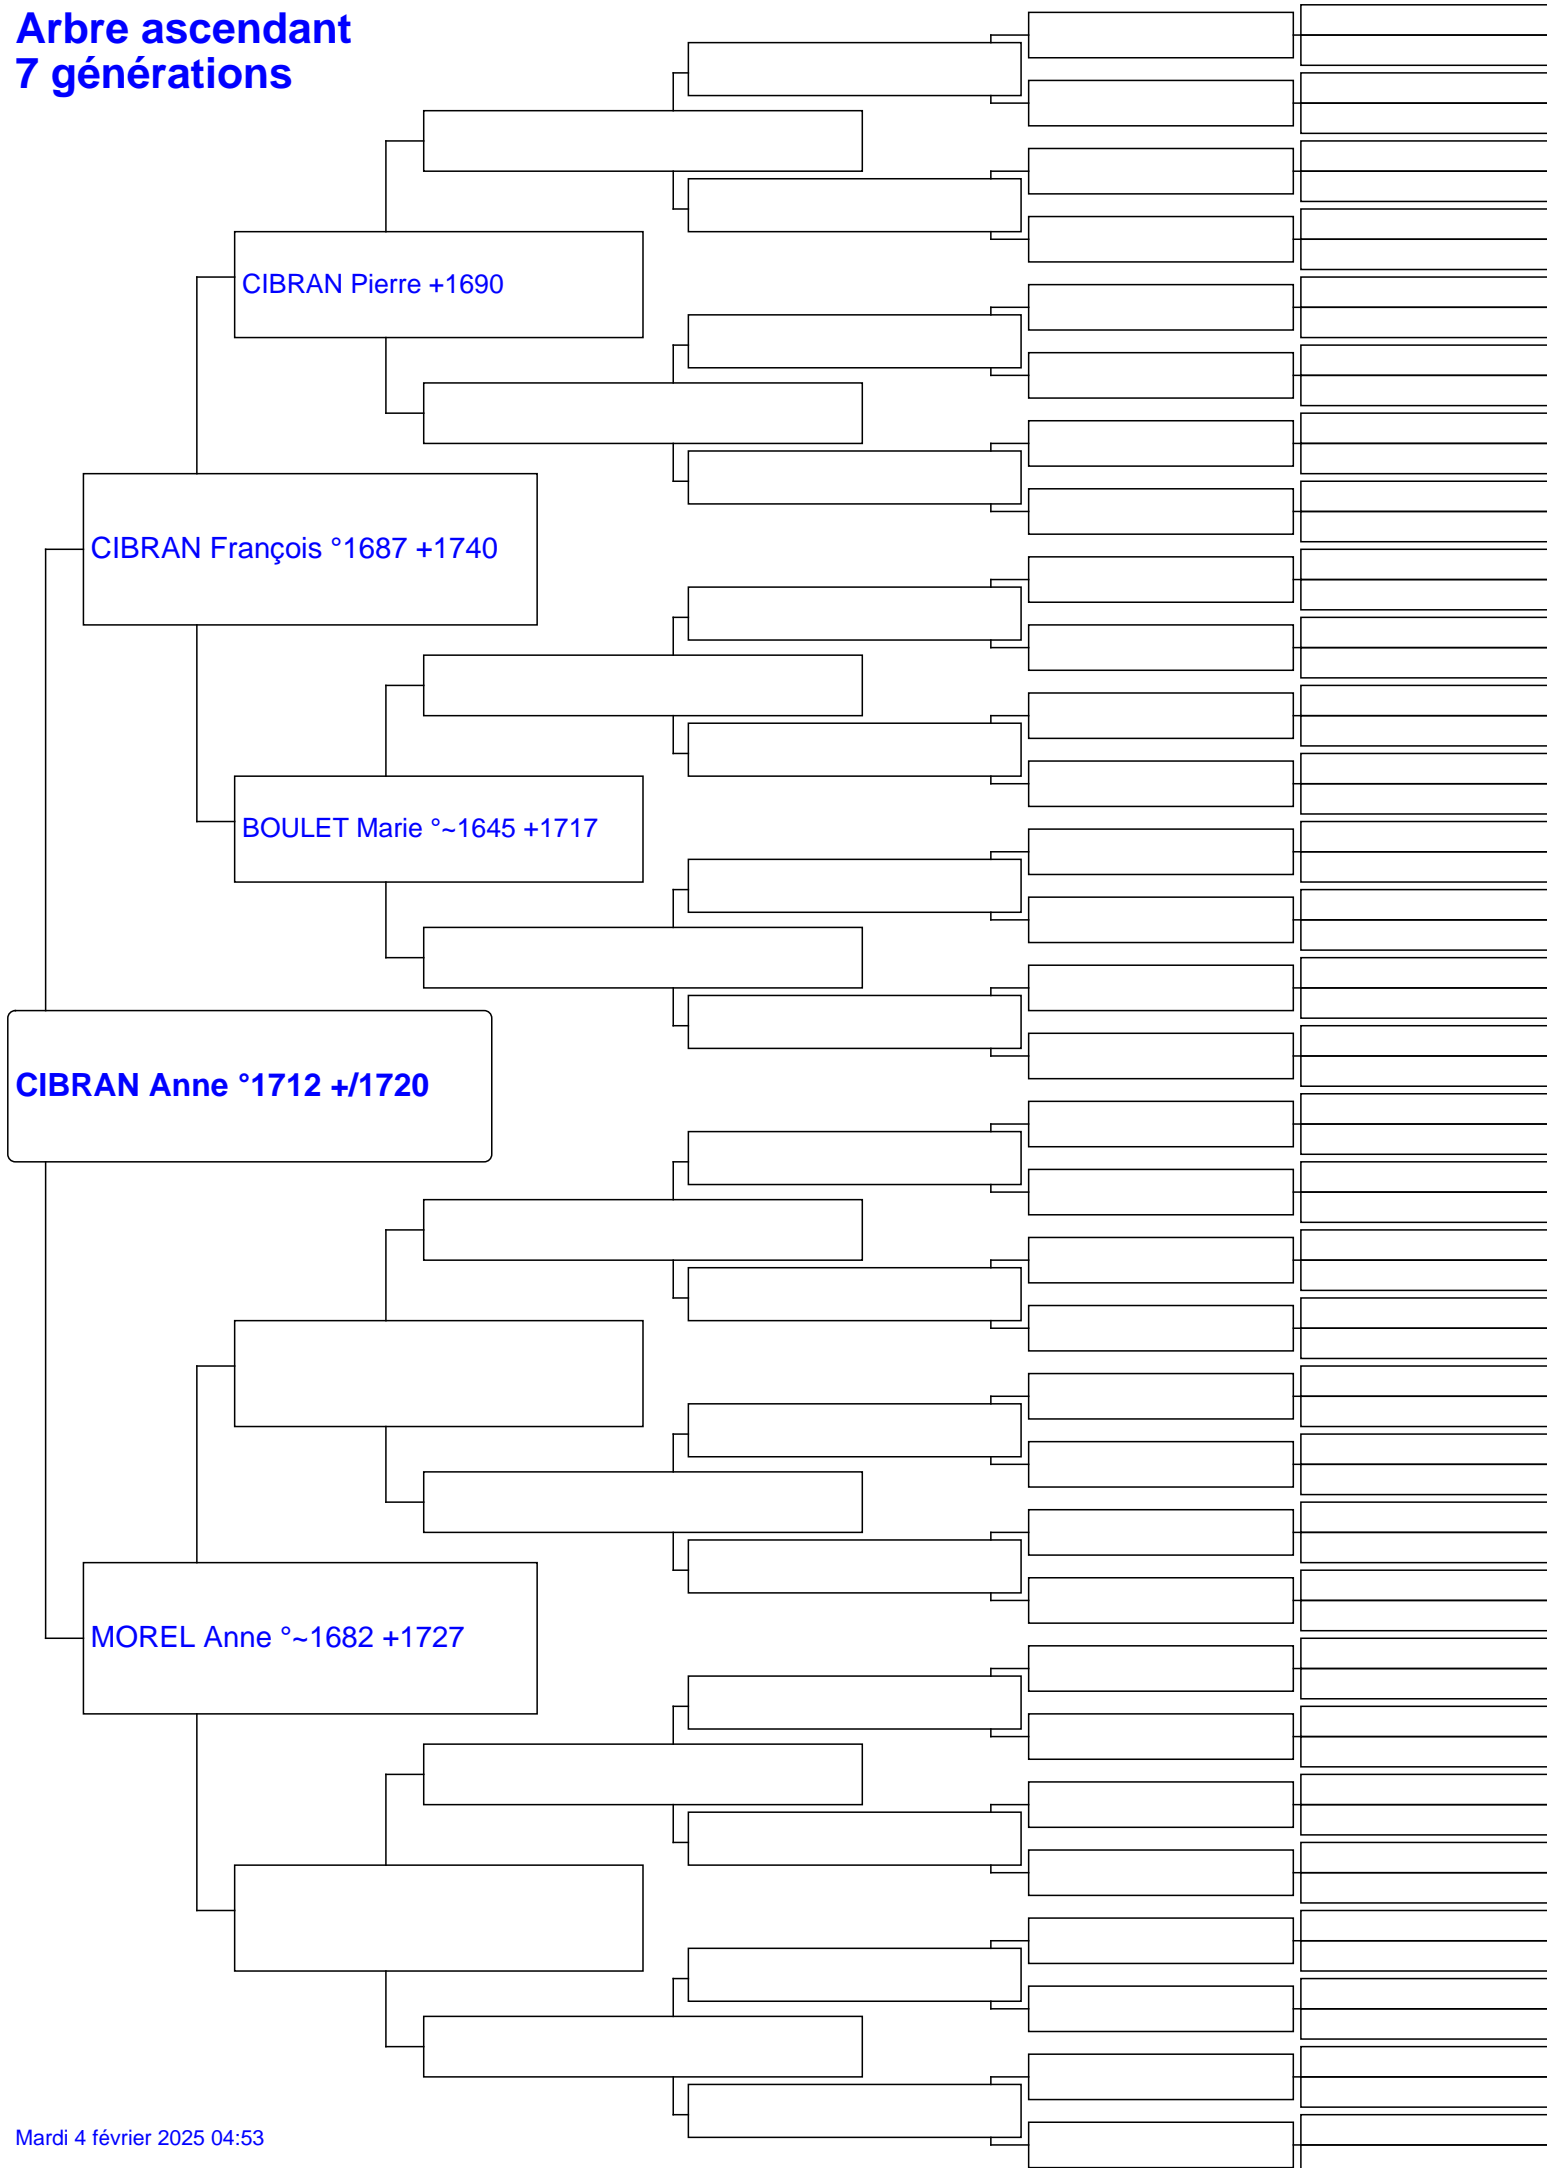 Arbre ascendant
7 générations
CIBRAN Pierre +1690
CIBRAN François °1687 +1740
BOULET Marie °~1645 +1717
CIBRAN Anne °1712 +/1720
MOREL Anne °~1682 +1727
Mardi 4 février 2025 04:53